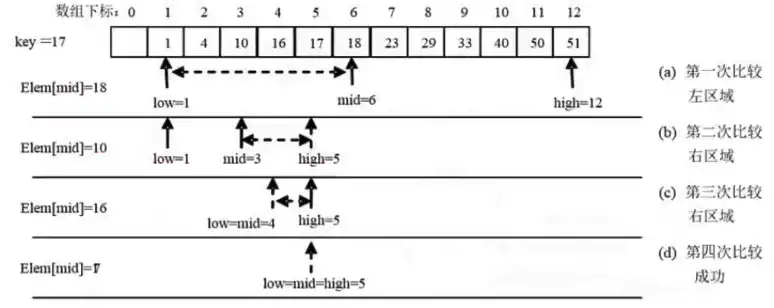 数组下标: 0 1 2 3 4 5 6 7 8 9 10 11 12
key =17 1 4 10 16 17 18 23 29 33 40 50 51
(a) 第一次比较
Elem[mid]=18 左区域
low=1 mid=6 high=12
(b) 第二次比较
Elem[mid]=10 low=1 mid=3 high=5 右区域
(c) 第三次比较
Elem[mid]=16 右区域
low=mid=4 high=5
(d) 第四次比较
Elem[mid]=17 成功
low=mid=high=5